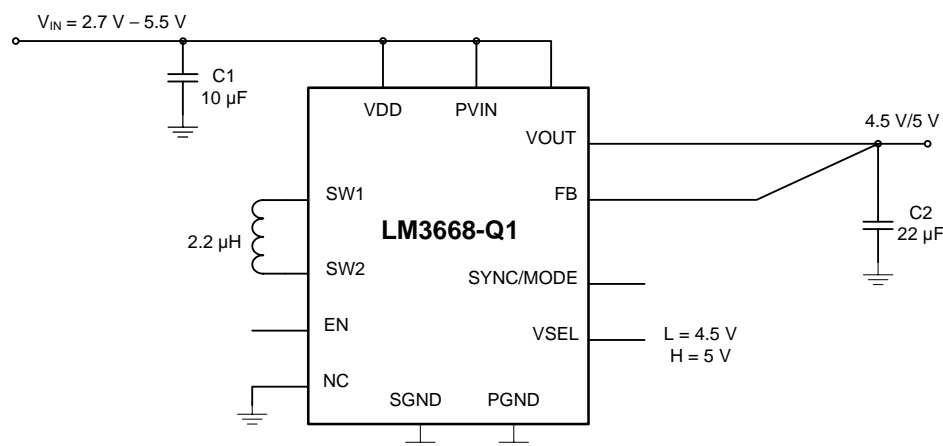 V_IN = 2.7 V – 5.5 V
C1
10 µF
VDD
PVIN
VOUT
4.5 V/5 V
SW1
FB
LM3668-Q1
C2
22 µF
2.2 µH
SW2
SYNC/MODE
EN
VSEL
L = 4.5 V
H = 5 V
NC
SGND
PGND